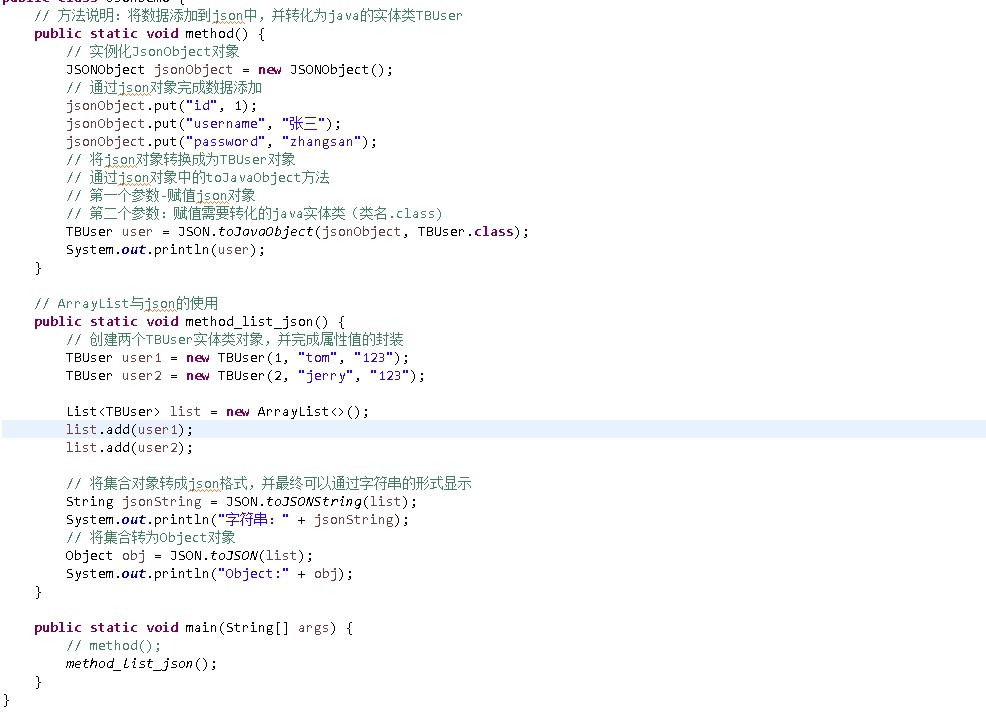 // 方法说明：将数据添加到json中，并转化为java的实体类TBUser
public static void method() {
// 实例化JsonObject对象
JSONObject jsonObject = new JSONObject();
// 通过json对象完成数据添加
jsonObject.put("id", 1);
jsonObject.put("username", "张三");
jsonObject.put("password", "zhangsan");
// 将json对象转换成为TBUser对象
// 通过json对象中的toJavaObject方法
// 第一个参数-赋值json对象
// 第二个参数：赋值需要转化的java实体类（类名.class）
TBUser user = JSON.toJavaObject(jsonObject, TBUser.class);
System.out.println(user);
}
// ArrayList与json的使用
public static void method_list_json() {
// 创建两个TBUser实体类对象，并完成属性值的封装
TBUser user1 = new TBUser(1, "tom", "123");
TBUser user2 = new TBUser(2, "jerry", "123");
List<TBUser> list = new ArrayList<>();
list.add(user1);
list.add(user2);
// 将集合对象转成json格式，并最终可以通过字符串的形式显示
String jsonString = JSON.toJSONString(list);
System.out.println("字符串：" + jsonString);
// 将集合转为Object对象
Object obj = JSON.toJSON(list);
System.out.println("Object:" + obj);
}
public static void main(String[] args) {
// method();
method_list_json();
}
}